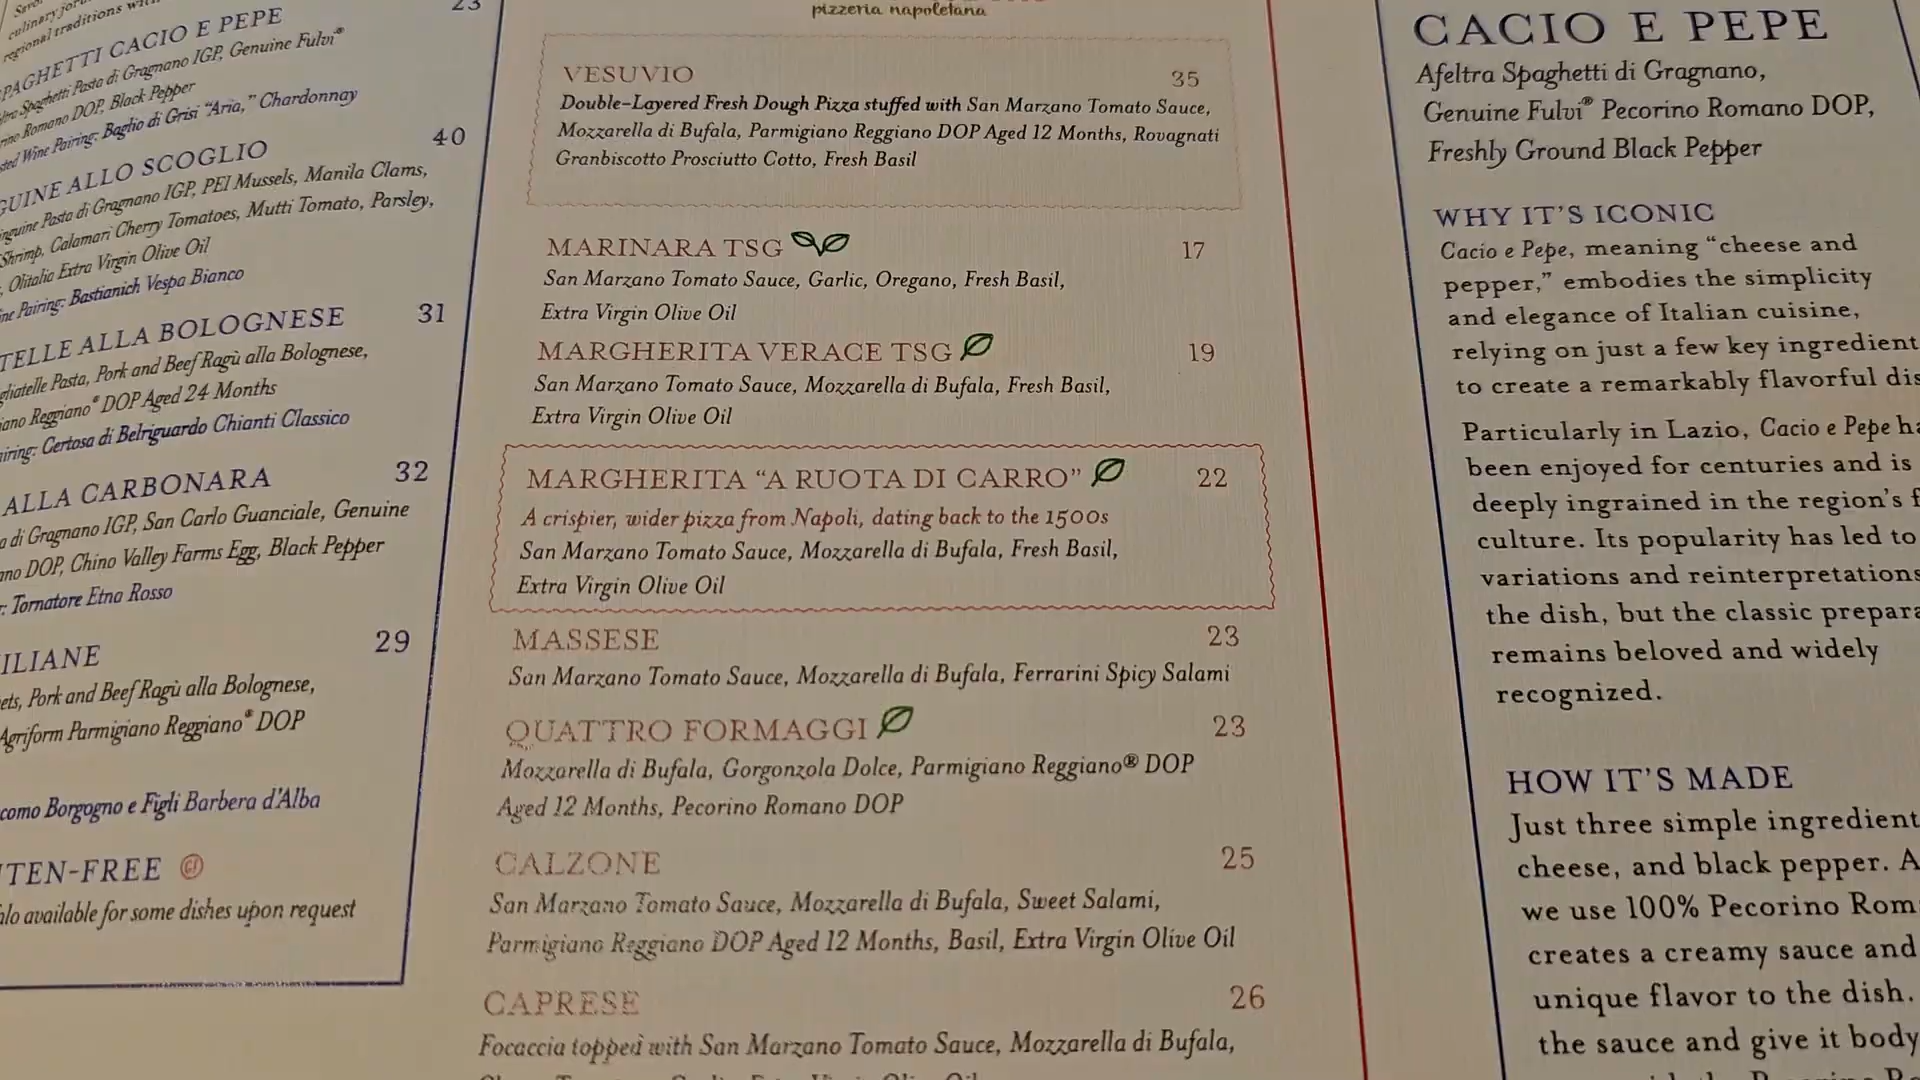 culinary
regional traditions
23
SPAGHETTI CACIO E PEPE
Spaghetti Pasta di Gragnano IGP, Genuine Fulvi®
Romano DOP, Black Pepper
Wine Pairing: Baglio di Grisi “Aria,” Chardonnay
40
ALLO SCOGLIO
Pasta di Gragnano IGP, PEI Mussels, Manila Clams,
Shrimp, Calamari Cherry Tomatoes, Mutti Tomato, Parsley,
Olitalia Extra Virgin Olive Oil
Pairing: Bastianich Vespa Bianco
31
ALLA BOLOGNESE
Pasta, Pork and Beef Ragù alla Bolognese,
Reggiano® DOP Aged 24 Months
Certosa di Belriguardo Chianti Classico
32
ALLA CARBONARA
di Gragnano IGP, San Carlo Guanciale, Genuine
DOP, Chino Valley Farms Egg, Black Pepper
Tornatore Etna Rosso
29
Pork and Beef Ragù alla Bolognese,
Agriform Parmigiano Reggiano® DOP
Borgogno e Figli Barbera d'Alba
TEN-FREE GF
available for some dishes upon request
pizzeria napoletana
VESUVIO 35
Double-Layered Fresh Dough Pizza stuffed with San Marzano Tomato Sauce,
Mozzarella di Bufala, Parmigiano Reggiano DOP Aged 12 Months, Rovagnati
Granbiscotto Prosciutto Cotto, Fresh Basil
MARINARA TSG 17
San Marzano Tomato Sauce, Garlic, Oregano, Fresh Basil,
Extra Virgin Olive Oil
MARGHERITA VERACE TSG 19
San Marzano Tomato Sauce, Mozzarella di Bufala, Fresh Basil,
Extra Virgin Olive Oil
MARGHERITA “A RUOTA DI CARRO” 22
A crispier, wider pizza from Napoli, dating back to the 1500s
San Marzano Tomato Sauce, Mozzarella di Bufala, Fresh Basil,
Extra Virgin Olive Oil
MASSESE 23
San Marzano Tomato Sauce, Mozzarella di Bufala, Ferrarini Spicy Salami
QUATTRO FORMAGGI 23
Mozzarella di Bufala, Gorgonzola Dolce, Parmigiano Reggiano® DOP
Aged 12 Months, Pecorino Romano DOP
CALZONE 25
San Marzano Tomato Sauce, Mozzarella di Bufala, Sweet Salami,
Parmigiano Reggiano DOP Aged 12 Months, Basil, Extra Virgin Olive Oil
CAPRESE 26
Focaccia topped with San Marzano Tomato Sauce, Mozzarella di Bufala,
CACIO E PEPE
Afeltra Spaghetti di Gragnano,
Genuine Fulvi® Pecorino Romano DOP,
Freshly Ground Black Pepper
WHY IT'S ICONIC
Cacio e Pepe, meaning “cheese and
pepper,” embodies the simplicity
and elegance of Italian cuisine,
relying on just a few key ingredient
to create a remarkably flavorful dis
Particularly in Lazio, Cacio e Pepe ha
been enjoyed for centuries and is
deeply ingrained in the region's f
culture. Its popularity has led to
variations and reinterpretations
the dish, but the classic prepara
remains beloved and widely
recognized.
HOW IT'S MADE
Just three simple ingredient
cheese, and black pepper. A
we use 100% Pecorino Rom
creates a creamy sauce and
unique flavor to the dish.
the sauce and give it body